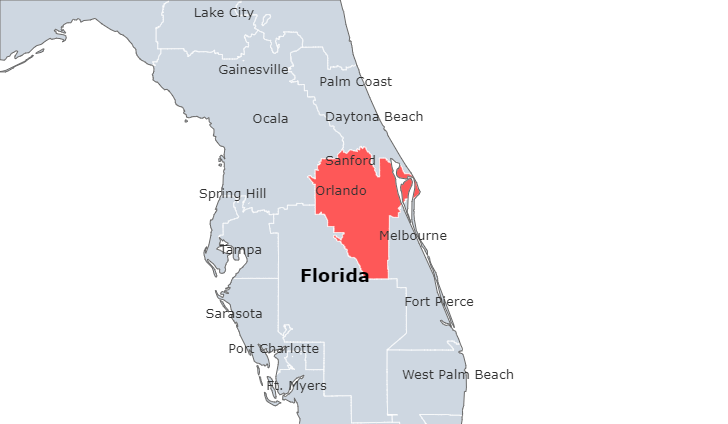 Lake City
Gainesville
Palm Coast
Ocala
Daytona Beach
Sanford
Orlando
Spring Hill
Melbourne
Tampa
Florida
Fort Pierce
Sarasota
Port Charlotte
West Palm Beach
Ft. Myers